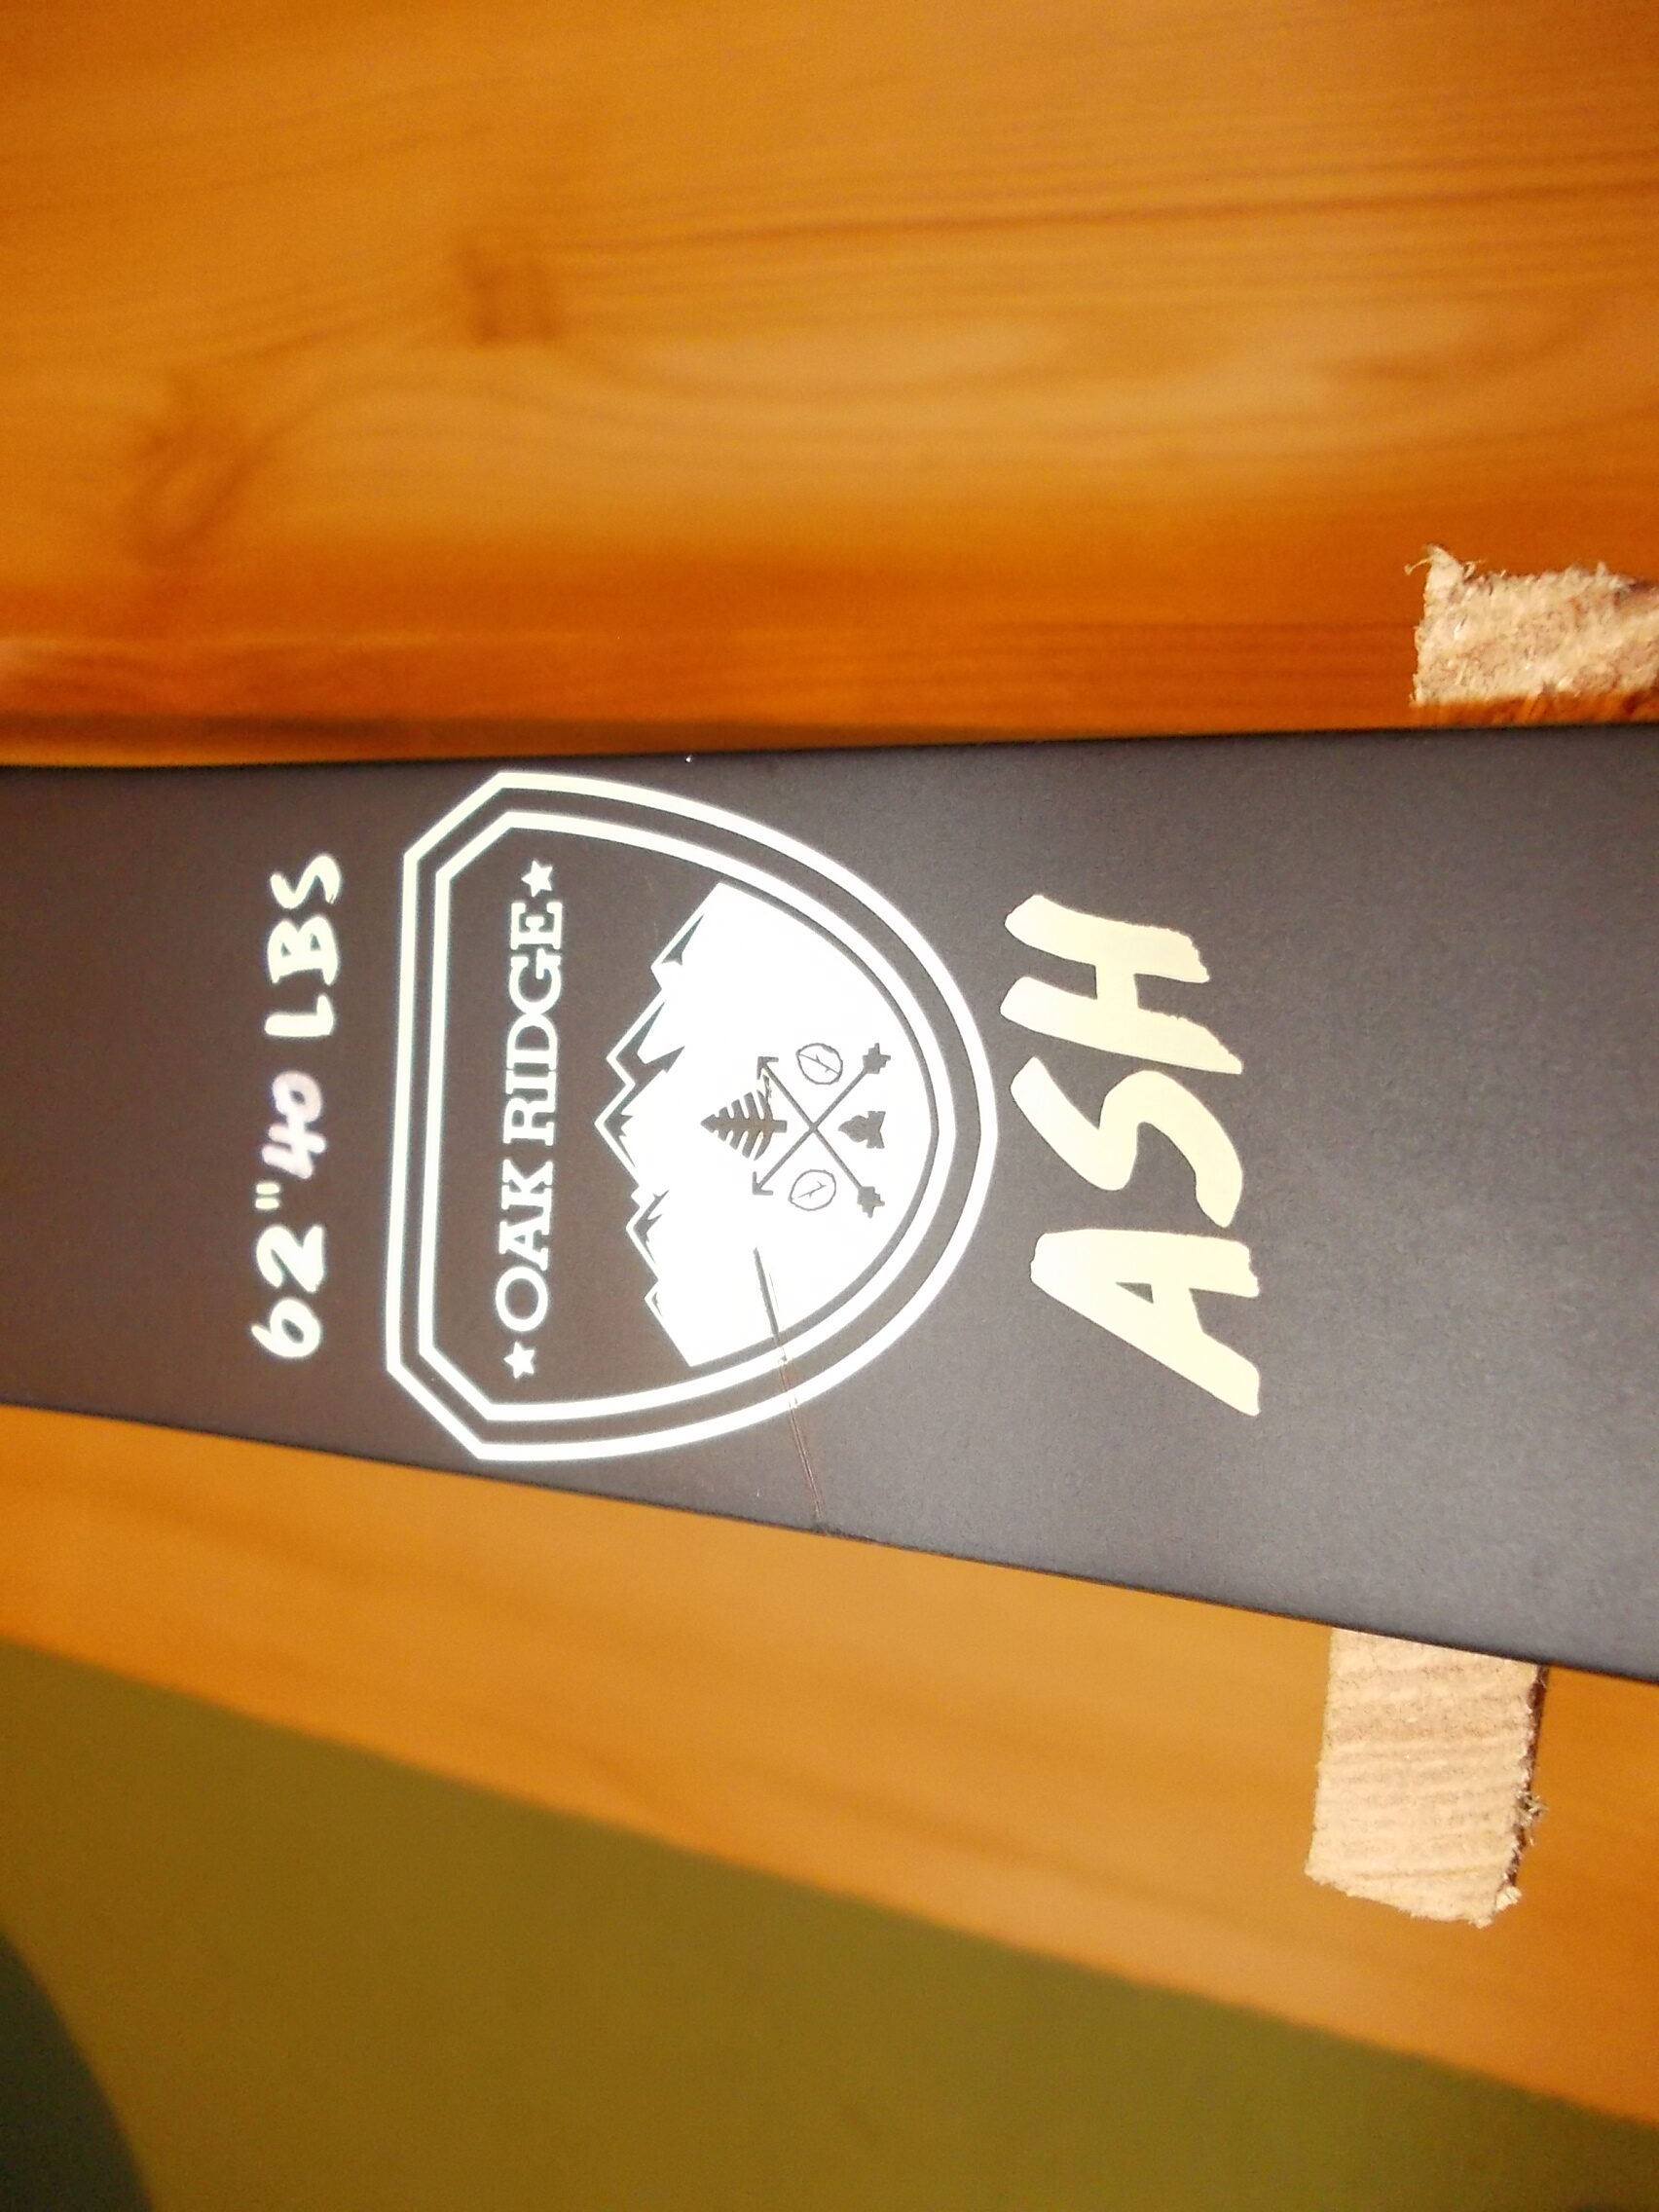 62" 40 LBS
OAK RIDGE
ASH